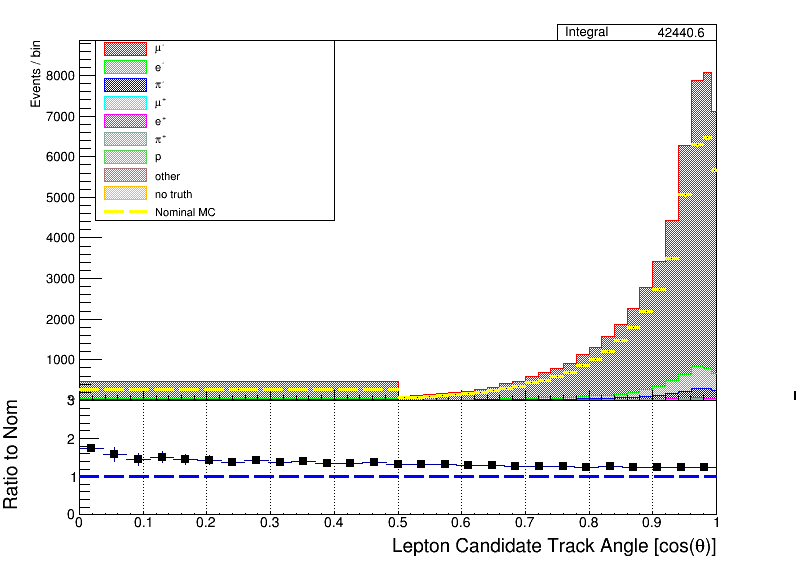 Integral 42440.6
Events / bin
8000
7000
6000
5000
4000
3000
2000
1000
μ-
e-
π-
μ+
e+
π+
p
other
no truth
Nominal MC
Ratio to Nom
3
2
1
0
0 0.1 0.2 0.3 0.4 0.5 0.6 0.7 0.8 0.9 1
Lepton Candidate Track Angle [cos(θ)]